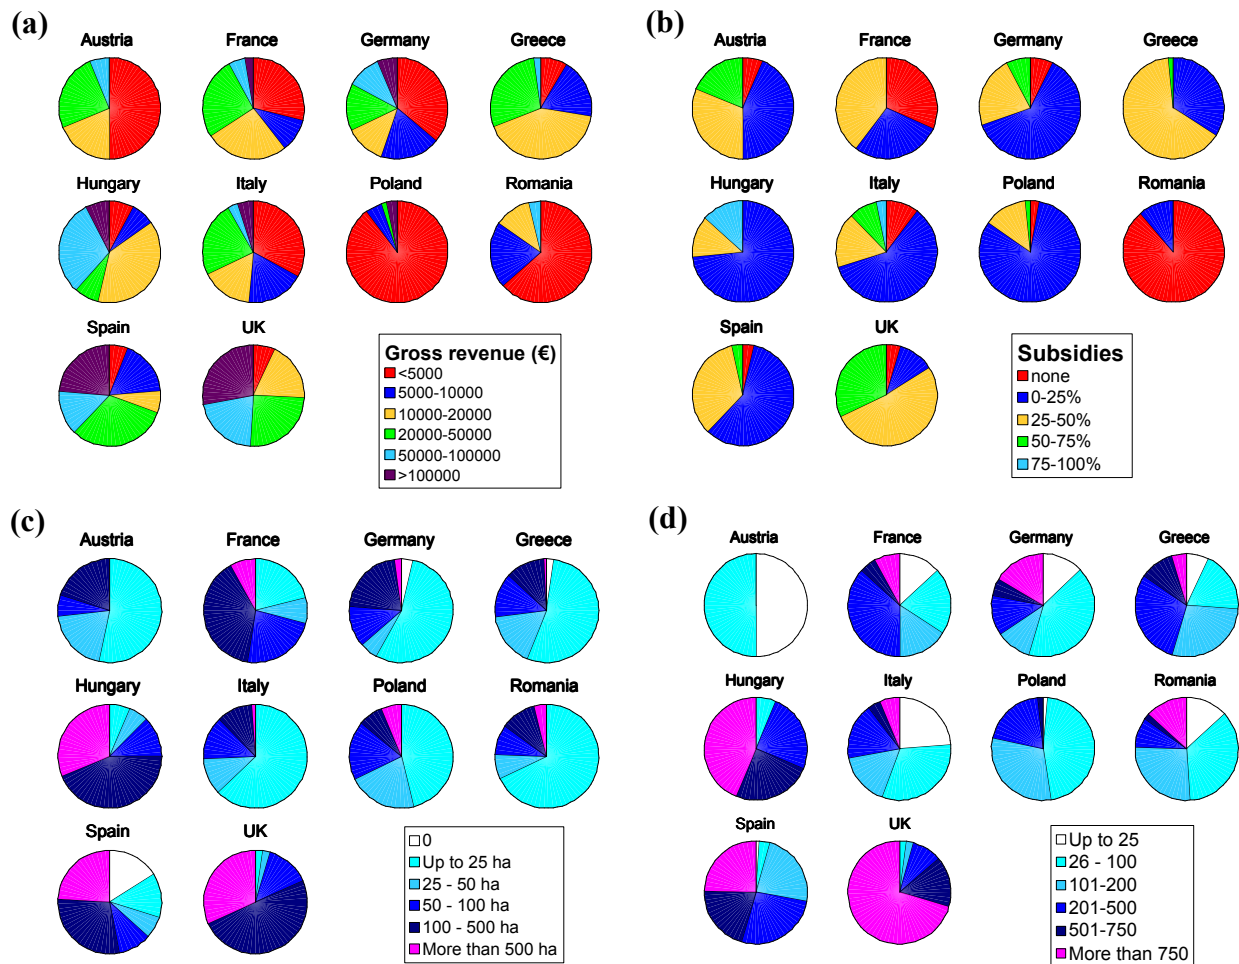 (a)
Austria France Germany Greece
Hungary Italy Poland Romania
Spain UK
Gross revenue (€)
<5000
5000-10000
10000-20000
20000-50000
50000-100000
>100000
(b)
Austria France Germany Greece
Hungary Italy Poland Romania
Spain UK
Subsidies
none
0-25%
25-50%
50-75%
75-100%
(c)
Austria France Germany Greece
Hungary Italy Poland Romania
Spain UK
0
Up to 25 ha
25 - 50 ha
50 - 100 ha
100 - 500 ha
More than 500 ha
(d)
Austria France Germany Greece
Hungary Italy Poland Romania
Spain UK
Up to 25
26 - 100
101-200
201-500
501-750
More than 750